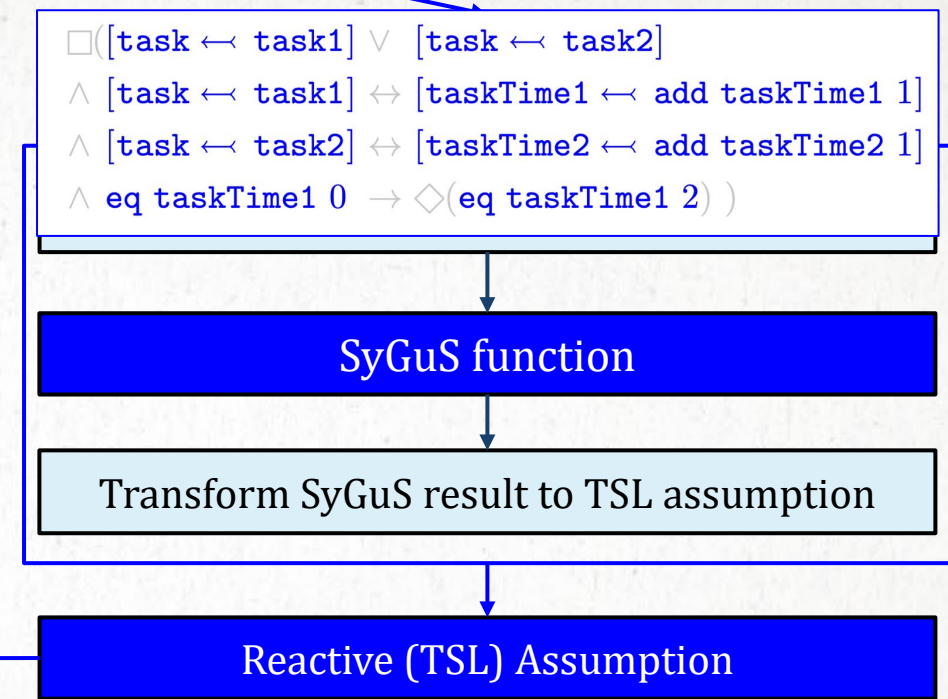 □([task ↢ task1] ∨ [task ↢ task2]
∧ [task ↢ task1] ↔ [taskTime1 ↢ add taskTime1 1]
∧ [task ↢ task2] ↔ [taskTime2 ↢ add taskTime2 1]
∧ eq taskTime1 0 → ◇(eq taskTime1 2) )
SyGuS function
Transform SyGuS result to TSL assumption
Reactive (TSL) Assumption